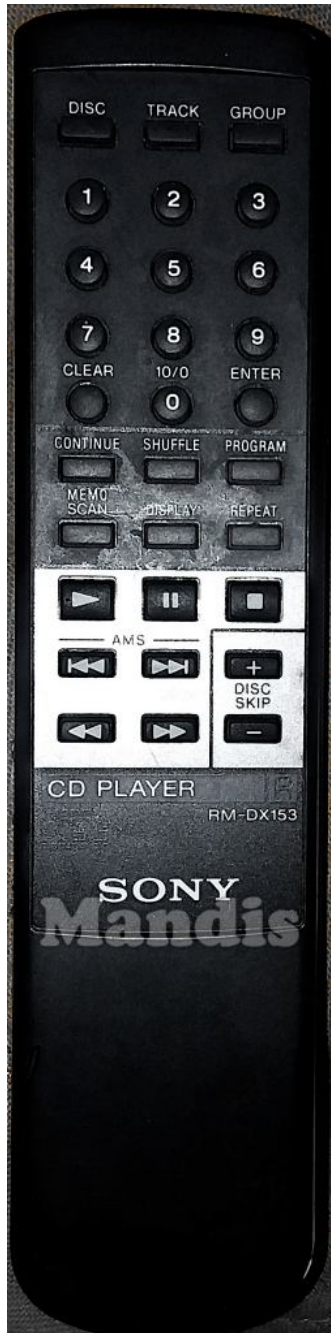 DISC TRACK GROUP
1 2 3
4 5 6
7 8 9
CLEAR 10/0 ENTER
0
CONTINUE SHUFFLE PROGRAM
MEMO
SCAN DISPLAY REPEAT
AMS
+
DISC
SKIP
−
CD PLAYER
RM-DX153
SONY
Mandis